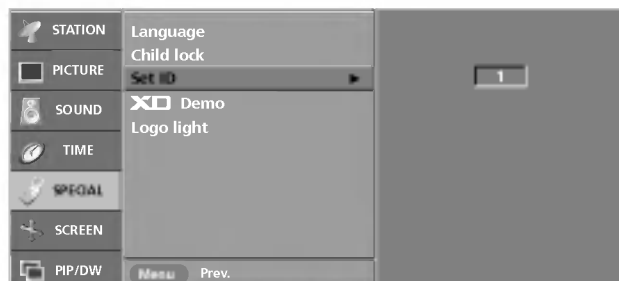 STATION
PICTURE
SOUND
TIME
SPECIAL
SCREEN
PIP/DW
Language
Child lock
Set ID
XD Demo
Logo light
Menu Prev.
1